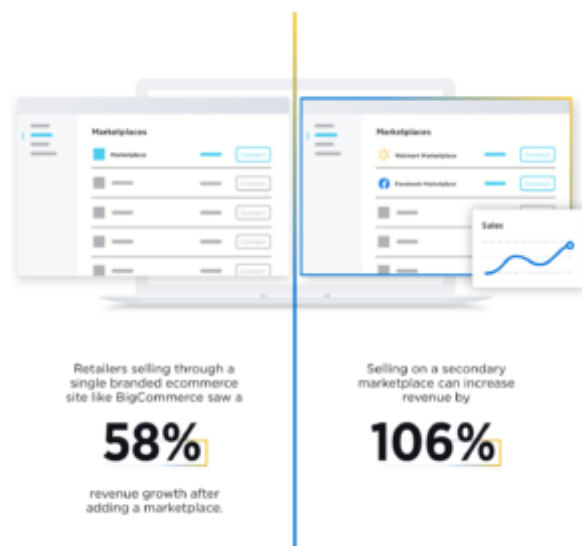 Marketplaces
Marketplace
Connect
Connect
Connect
Connect
Connect
Marketplaces
Walmart Marketplace
Connect
Facebook Marketplace
Connect
Connect
Sales
Retailers selling through a
single branded ecommerce
site like BigCommerce saw a
58%
revenue growth after
adding a marketplace.
Selling on a secondary
marketplace can increase
revenue by
106%